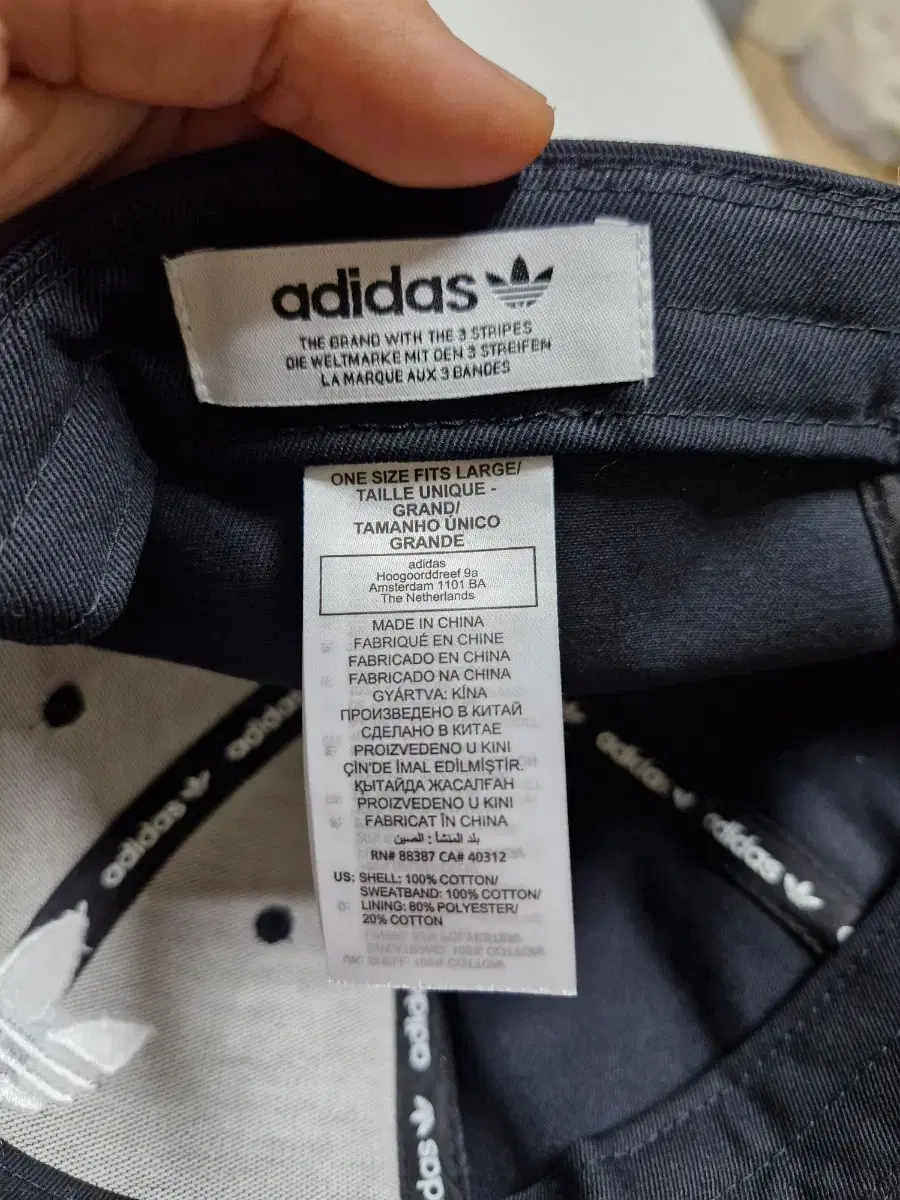 adidas
THE BRAND WITH THE 3 STRIPES
DIE WELTMARKE MIT DEN 3 STREIFEN
LA MARQUE AUX 3 BANDES
ONE SIZE FITS LARGE/
TAILLE UNIQUE -
GRAND/
TAMANHO ÚNICO
GRANDE
adidas
Hoogoorddreef 9a
Amsterdam 1101 BA
The Netherlands
MADE IN CHINA
FABRIQUÉ EN CHINE
FABRICADO EN CHINA
FABRICADO NA CHINA
GYÁRTVA: KÍNA
ПРОИЗВЕДЕНО В КИТАЙ
СДЕЛАНО В КИТАЕ
PROIZVEDENO U KINI
ÇİN'DE İMAL EDİLMİŞTİR.
ҚЫТАЙДА ЖАСАЛҒАН
PROIZVEDENO U KINI
FABRICAT ÎN CHINA
بلد المنشأ: الصين
RN# 88387 CA# 40312
US: SHELL: 100% COTTON/
SWEATBAND: 100% COTTON/
LINING: 80% POLYESTER/
20% COTTON
adidas
adidas
adidas
adidas